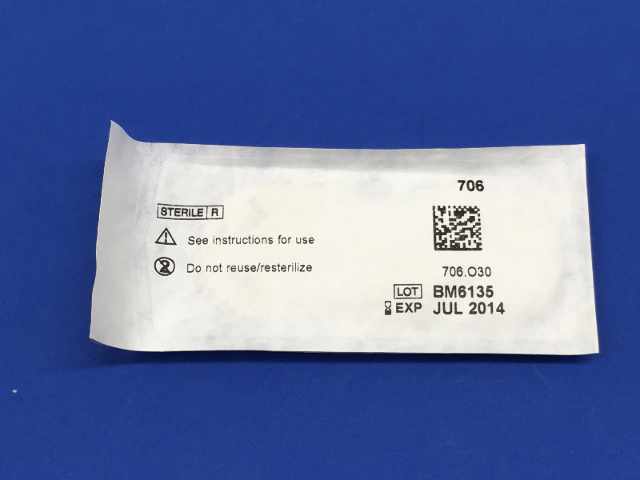 706
STERILE R
See instructions for use
Do not reuse/resterilize
706.O30
LOT BM6135
EXP JUL 2014